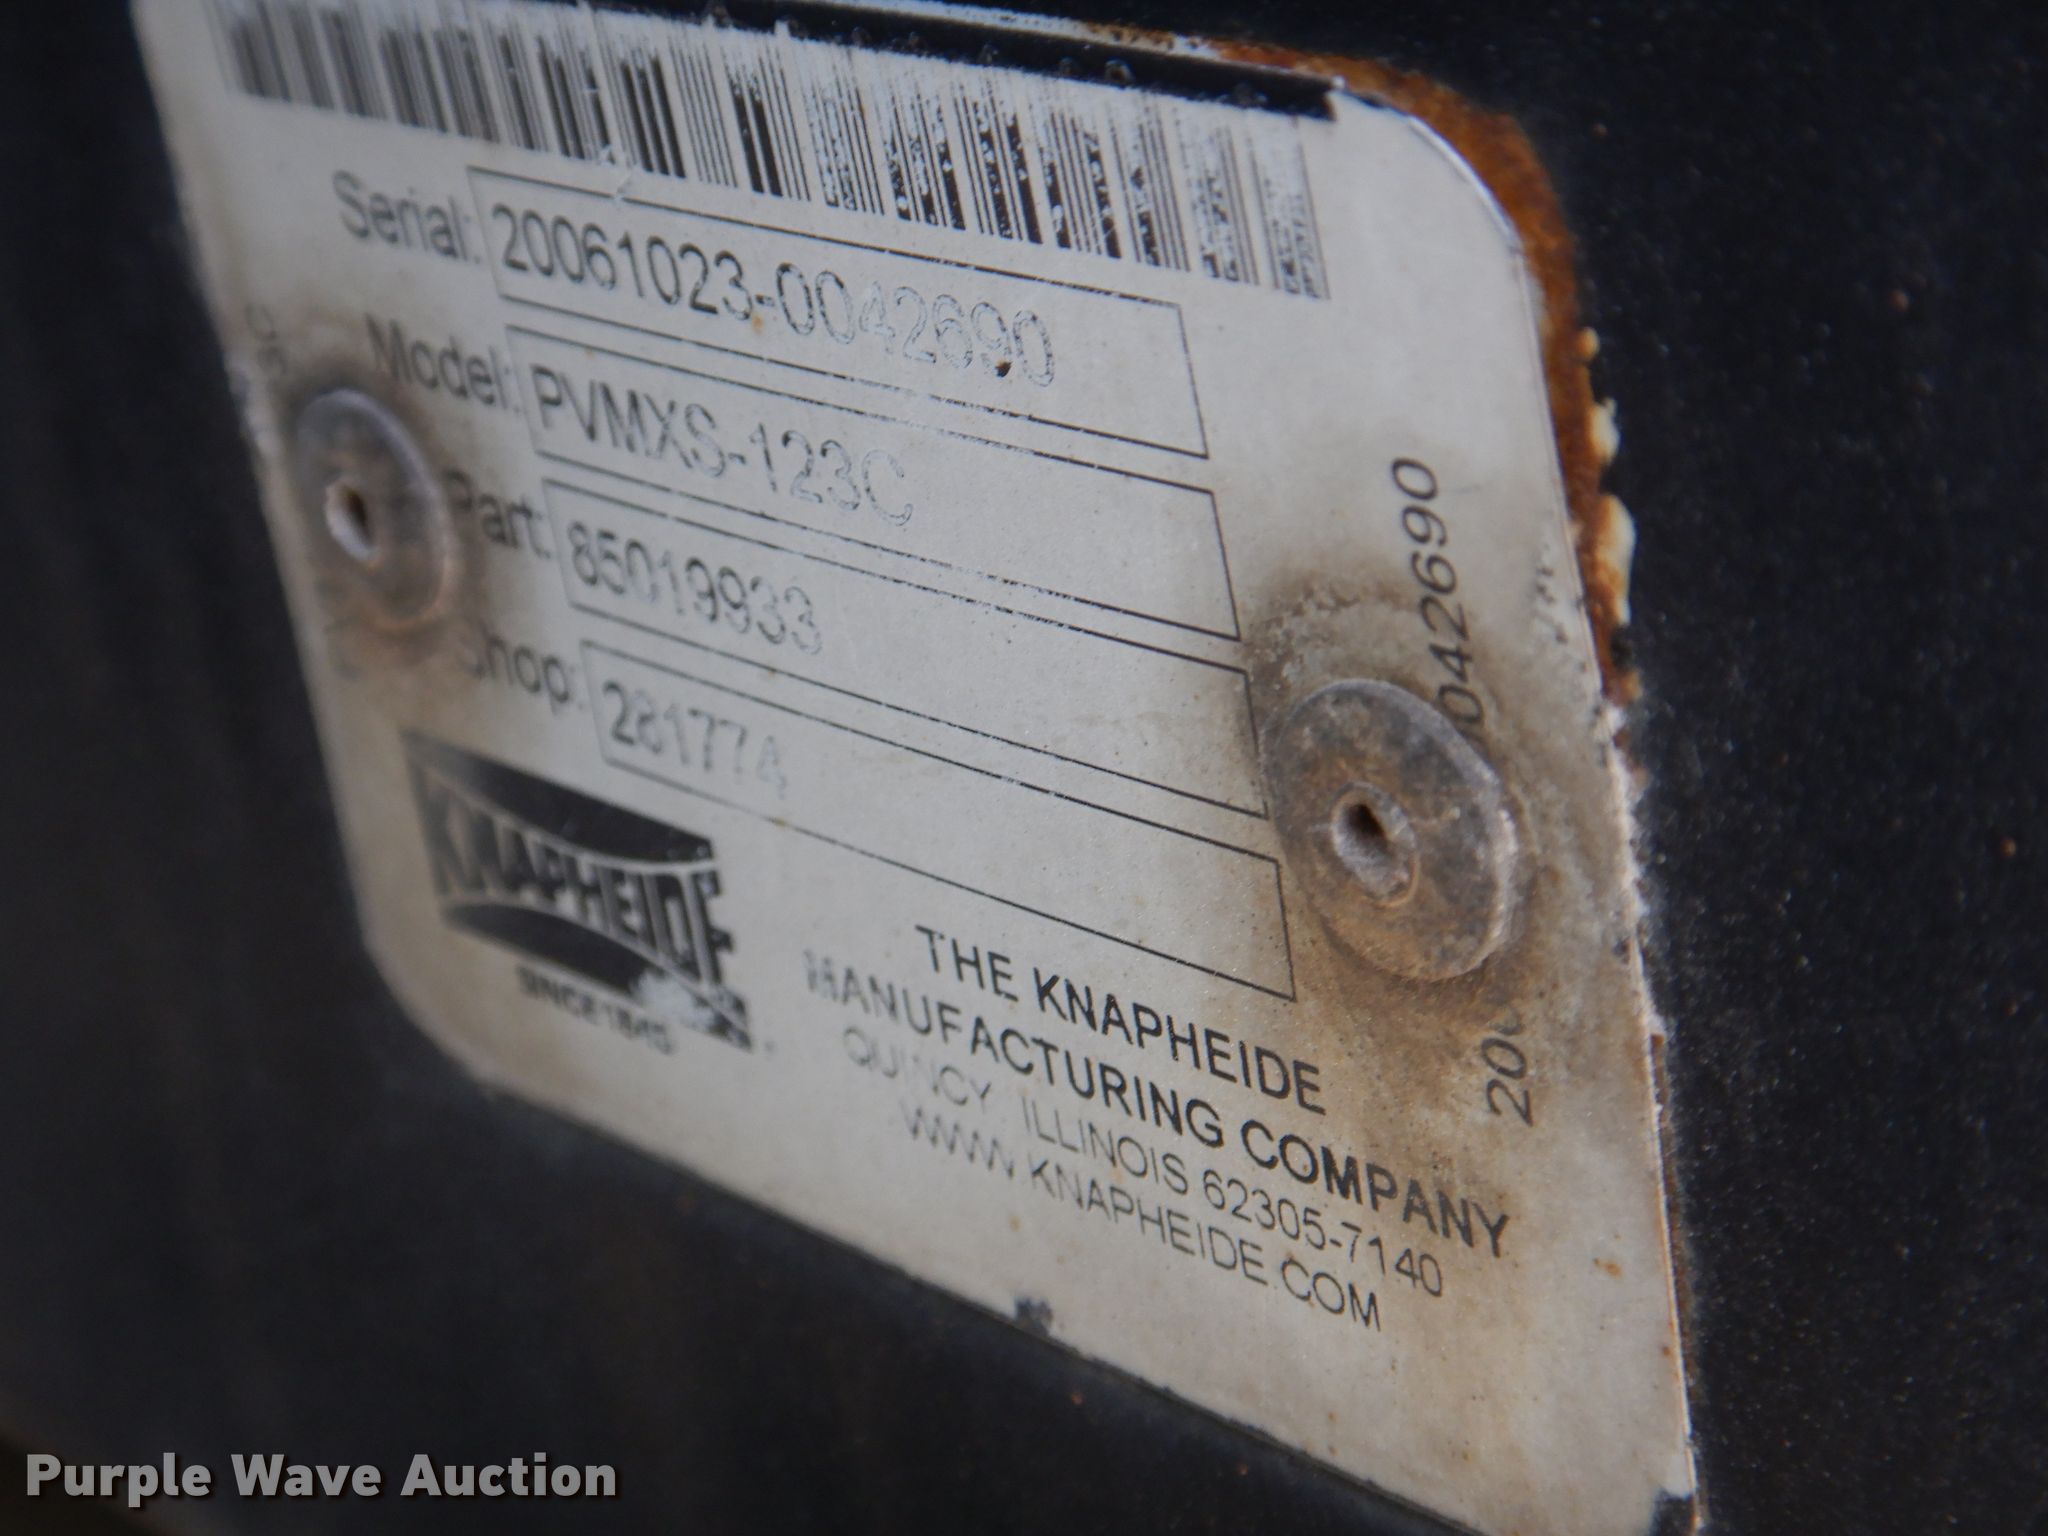 Serial: 20061023-0042690
Model: PVMXS-123C
Part: 85019933
Shop: 281774
KNAPHEIDE
SINCE 1848
THE KNAPHEIDE
MANUFACTURING COMPANY
QUINCY, ILLINOIS 62305-7140
WWW.KNAPHEIDE.COM
0042690
Purple Wave Auction